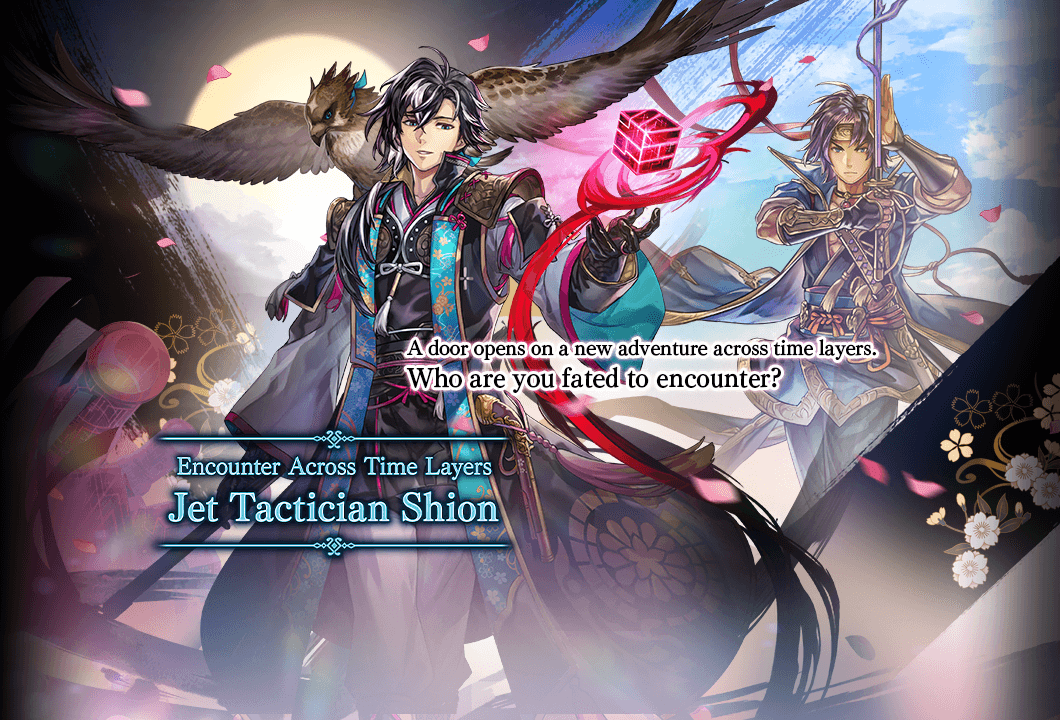 A door opens on a new adventure across time layers.
Who are you fated to encounter?
Encounter Across Time Layers
Jet Tactician Shion